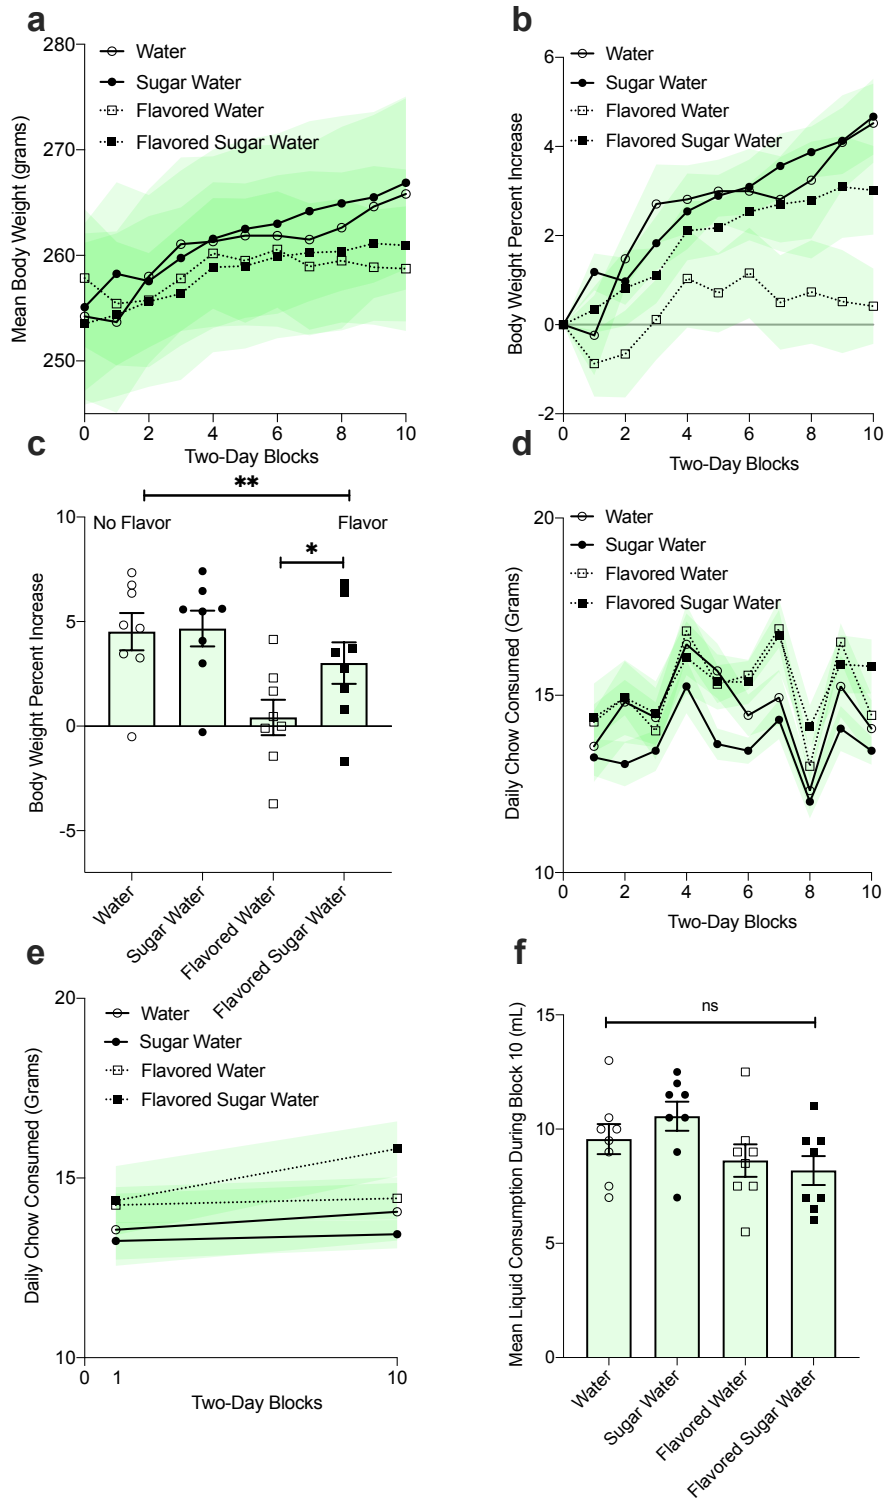 a
280
270
260
250
Mean Body Weight (grams)
Water
Sugar Water
Flavored Water
Flavored Sugar Water
0 2 4 6 8 10
Two-Day Blocks
b
6
4
2
0
-2
Body Weight Percent Increase
Water
Sugar Water
Flavored Water
Flavored Sugar Water
0 2 4 6 8 10
Two-Day Blocks
c
**
10
5
0
-5
Body Weight Percent Increase
No Flavor
Flavor
*
Water
Sugar Water
Flavored Water
Flavored Sugar Water
d
20
15
10
Daily Chow Consumed (Grams)
Water
Sugar Water
Flavored Water
Flavored Sugar Water
0 2 4 6 8 10
Two-Day Blocks
e
20
15
10
Daily Chow Consumed (Grams)
Water
Sugar Water
Flavored Water
Flavored Sugar Water
0 1 10
Two-Day Blocks
f
15
10
5
0
Mean Liquid Consumption During Block 10 (mL)
ns
Water
Sugar Water
Flavored Water
Flavored Sugar Water